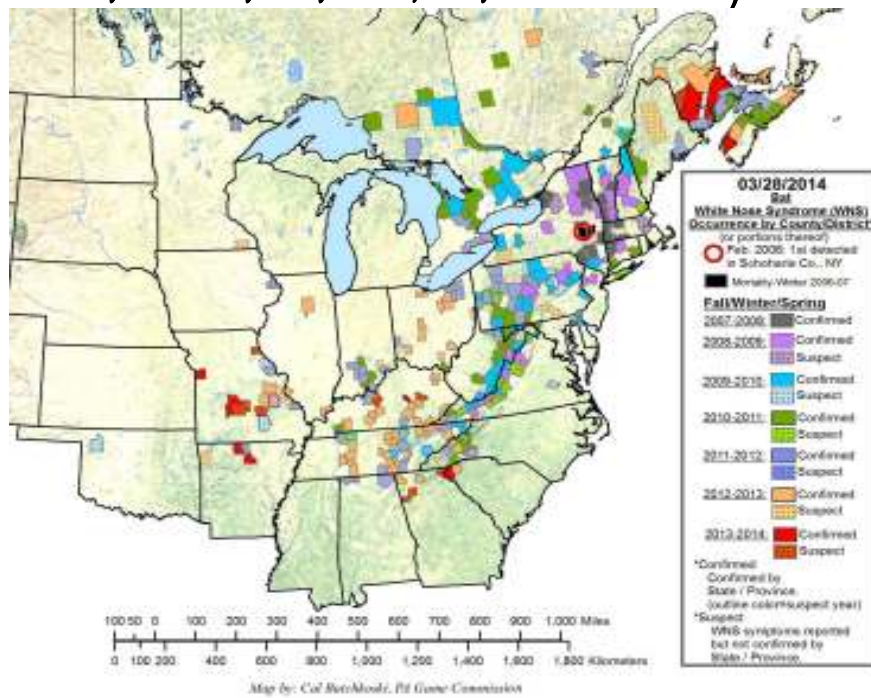 03/28/2014
Bat
White Nose Syndrome (WNS)
Occurrence by County/District*
(or portions thereof)
Feb. 2006: 1st detected
in Schoharie Co., NY
Mortality-Winter 2006-07
Fall/Winter/Spring
2007-2008: Confirmed
2008-2009: Confirmed
Suspect
2009-2010: Confirmed
Suspect
2010-2011: Confirmed
Suspect
2011-2012: Confirmed
Suspect
2012-2013: Confirmed
Suspect
2013-2014: Confirmed
Suspect
*Confirmed
Confirmed by
State / Province.
(outline color=suspect year)
*Suspect
WNS symptoms reported
but not confirmed by
State / Province.
100 50 0 100 200 300 400 500 600 700 800 900 1,000 Miles
0 100 200 400 600 800 1,000 1,200 1,400 1,600 Kilometers
Map by: Cal Butchkoski, PA Game Commission